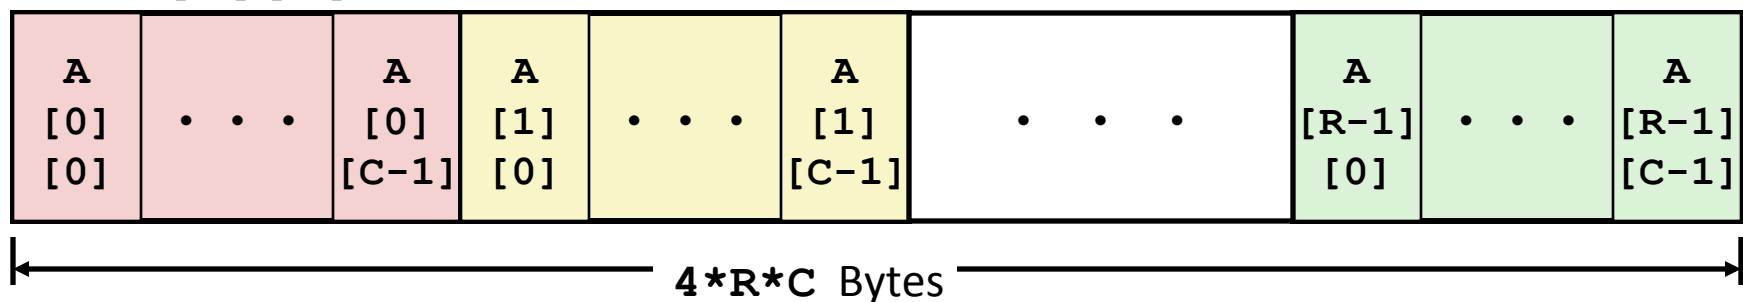 A • • • A A • • • A • • • A • • • A
[0] [0] [1] [1] [R-1] [R-1]
[0] [C-1] [0] [C-1] [0] [C-1]
4*R*C Bytes